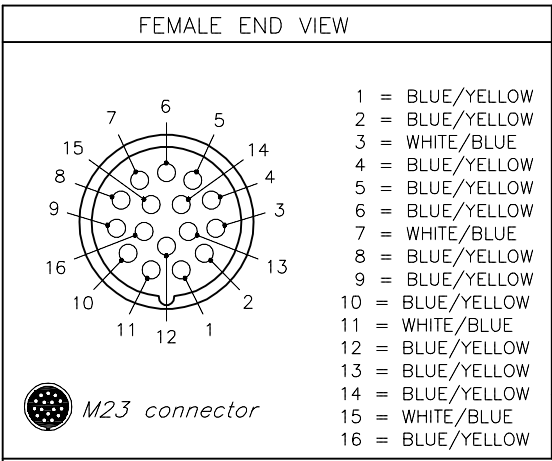 FEMALE END VIEW
6
7
5
15
14
8
4
9
3
16
13
10
2
11
12
1
1 = BLUE/YELLOW
2 = BLUE/YELLOW
3 = WHITE/BLUE
4 = BLUE/YELLOW
5 = BLUE/YELLOW
6 = BLUE/YELLOW
7 = WHITE/BLUE
8 = BLUE/YELLOW
9 = BLUE/YELLOW
10 = BLUE/YELLOW
11 = WHITE/BLUE
12 = BLUE/YELLOW
13 = BLUE/YELLOW
14 = BLUE/YELLOW
15 = WHITE/BLUE
16 = BLUE/YELLOW
M23 connector